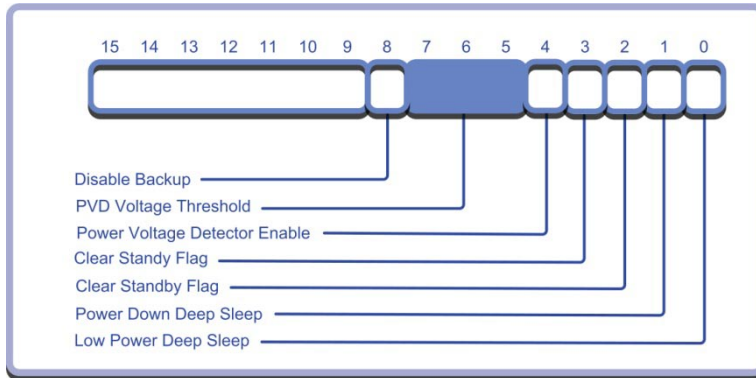 15 14 13 12 11 10 9 8 7 6 5 4 3 2 1 0
Disable Backup
PVD Voltage Threshold
Power Voltage Detector Enable
Clear Standy Flag
Clear Standby Flag
Power Down Deep Sleep
Low Power Deep Sleep